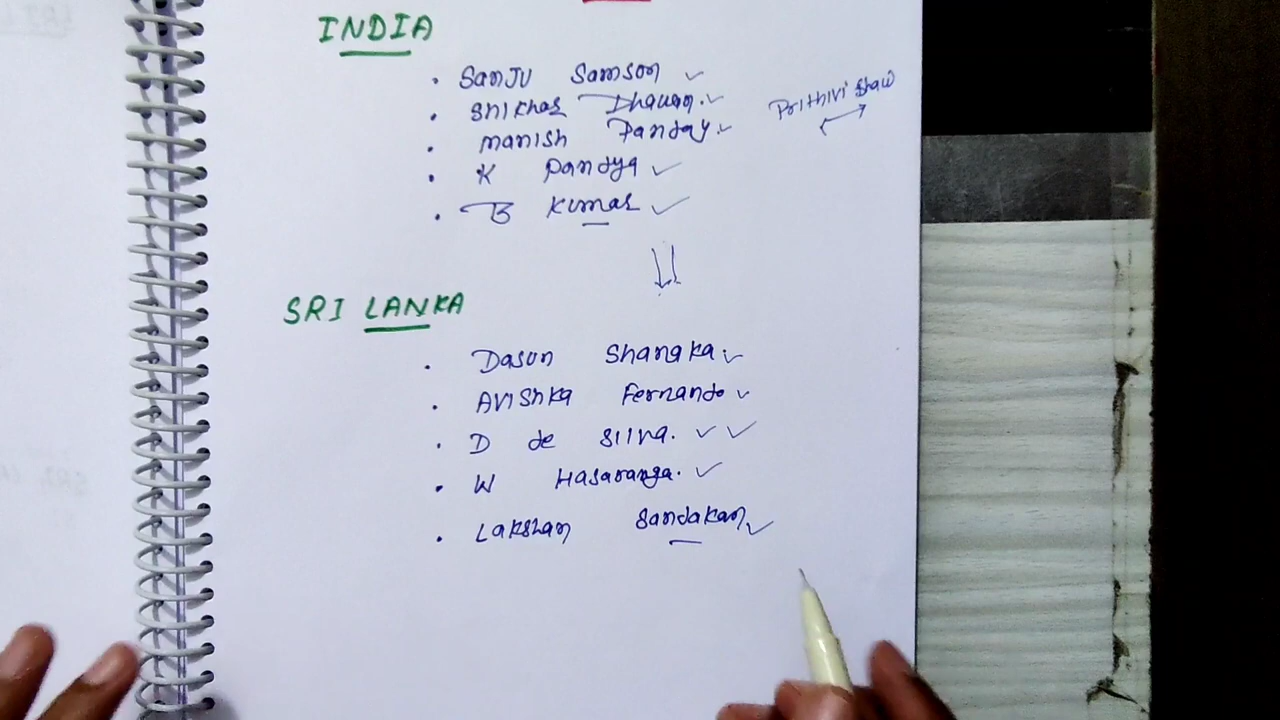 INDIA
• Sanju Samson
• Shikhar Dhawan.
• Manish Panday.
Prithivi Shaw
• K Pandya
• B Kumar
SRI LANKA
• Dasun Shanaka
• Avishka Fernando
• D de Silva.
• W Hasaranga.
• Lakshan Sandakan